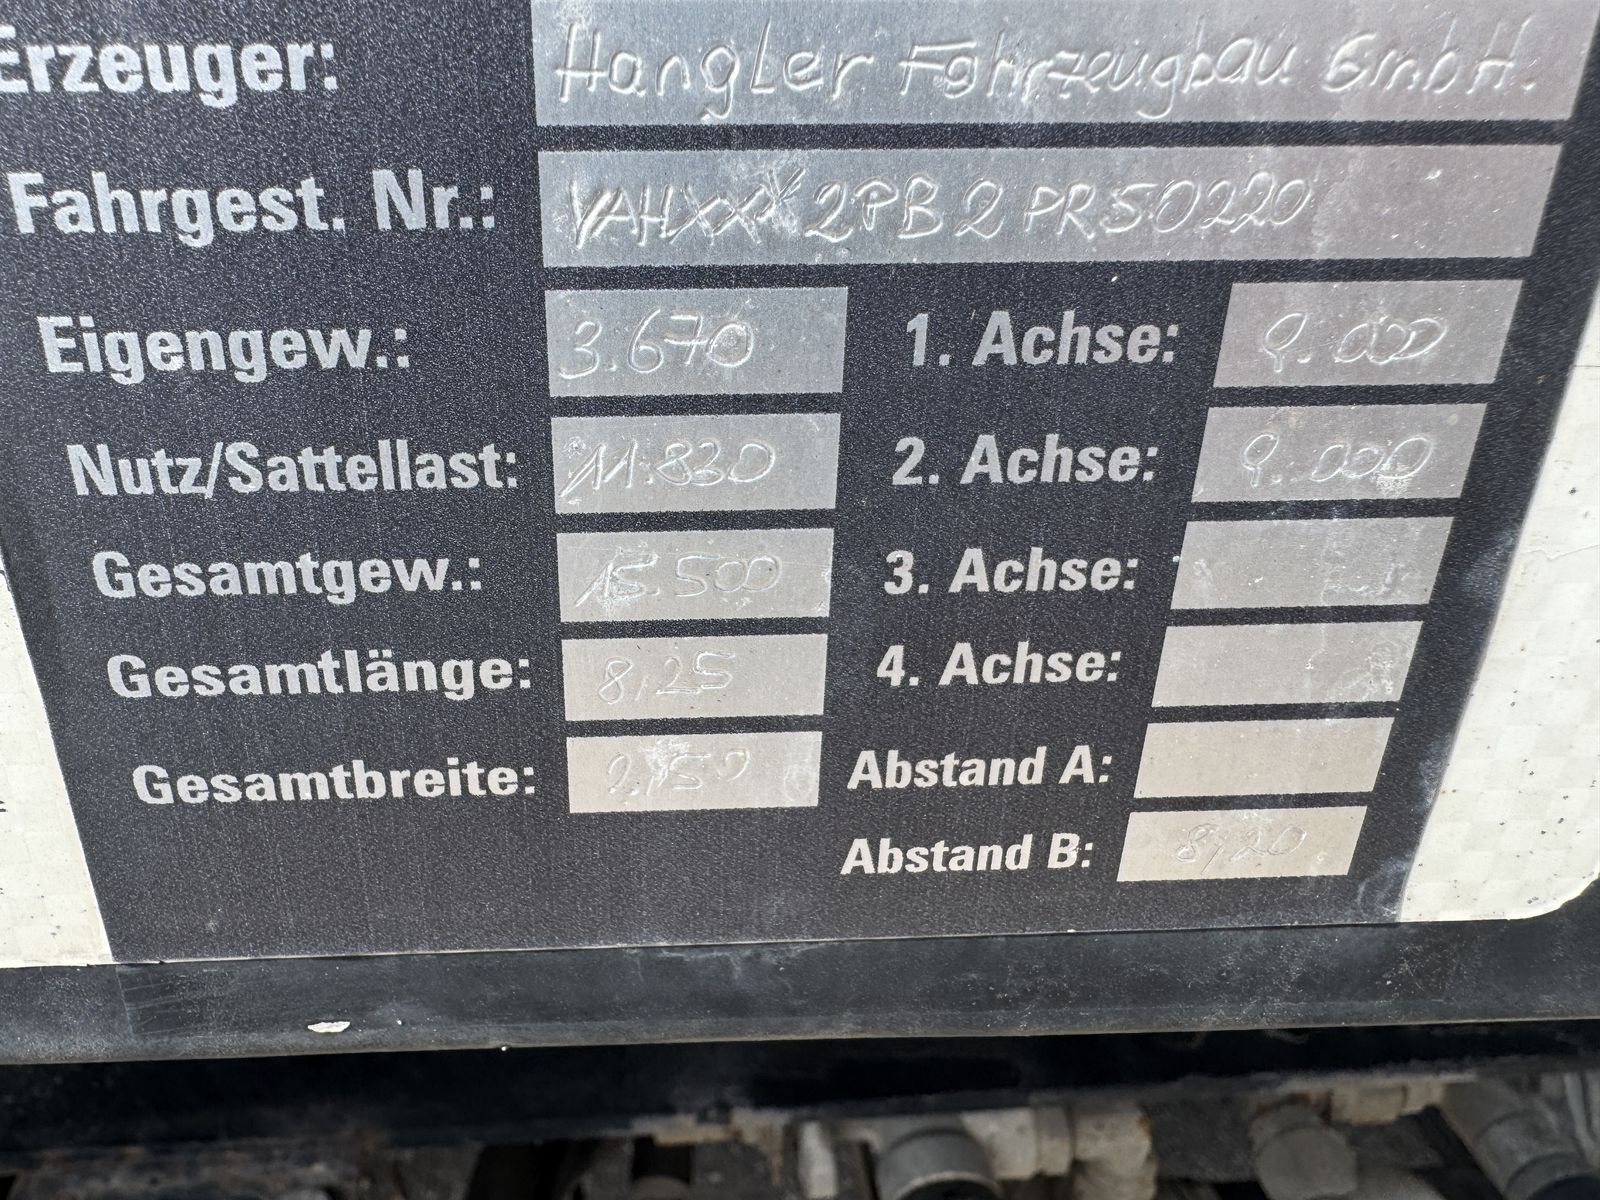 Erzeuger: Hangler Fahrzeugbau GmbH.
Fahrgest. Nr.: VAHXXX2PB2PR50220
Eigengew.: 3.670 1. Achse: 9.000
Nutz/Sattellast: 11.830 2. Achse: 9.000
Gesamtgew.: 15.500 3. Achse:
Gesamtlänge: 8,25 4. Achse:
Gesamtbreite: 2,50 Abstand A:
Abstand B: 8,20